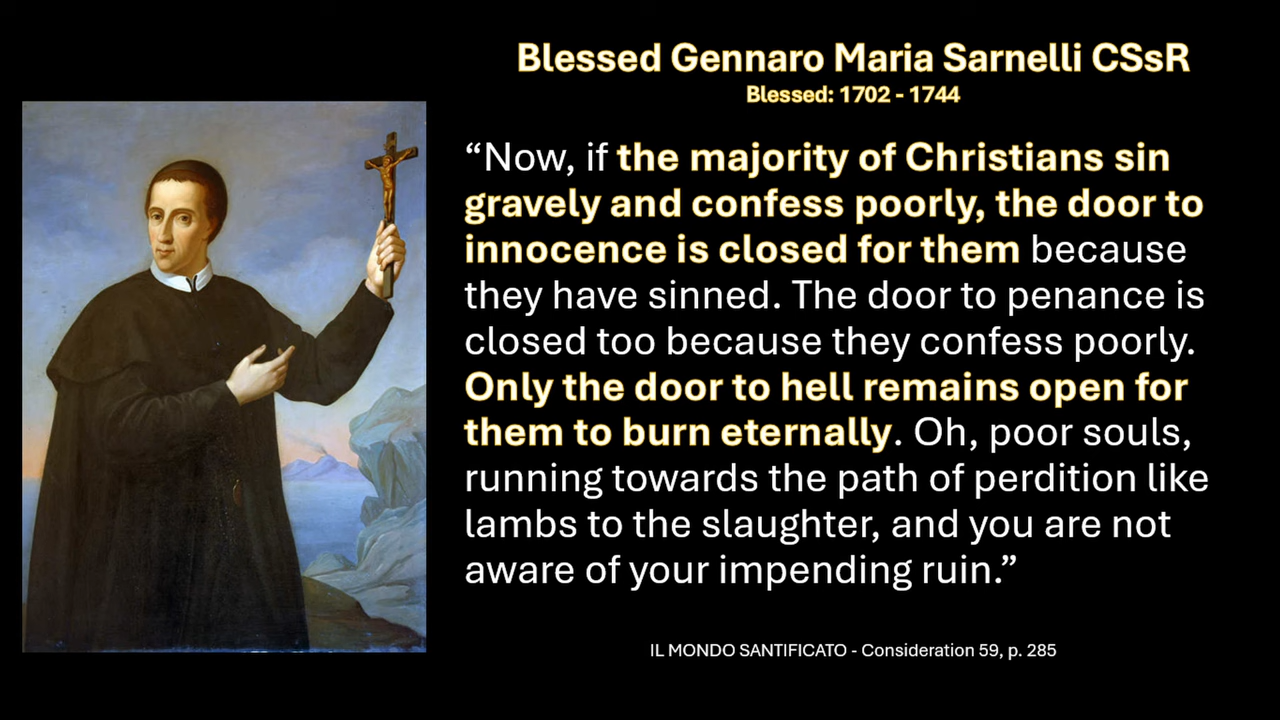 Blessed Gennaro Maria Sarnelli CSsR
Blessed: 1702 - 1744
“Now, if the majority of Christians sin
gravely and confess poorly, the door to
innocence is closed for them because
they have sinned. The door to penance is
closed too because they confess poorly.
Only the door to hell remains open for
them to burn eternally. Oh, poor souls,
running towards the path of perdition like
lambs to the slaughter, and you are not
aware of your impending ruin.”
IL MONDO SANTIFICATO - Consideration 59, p. 285